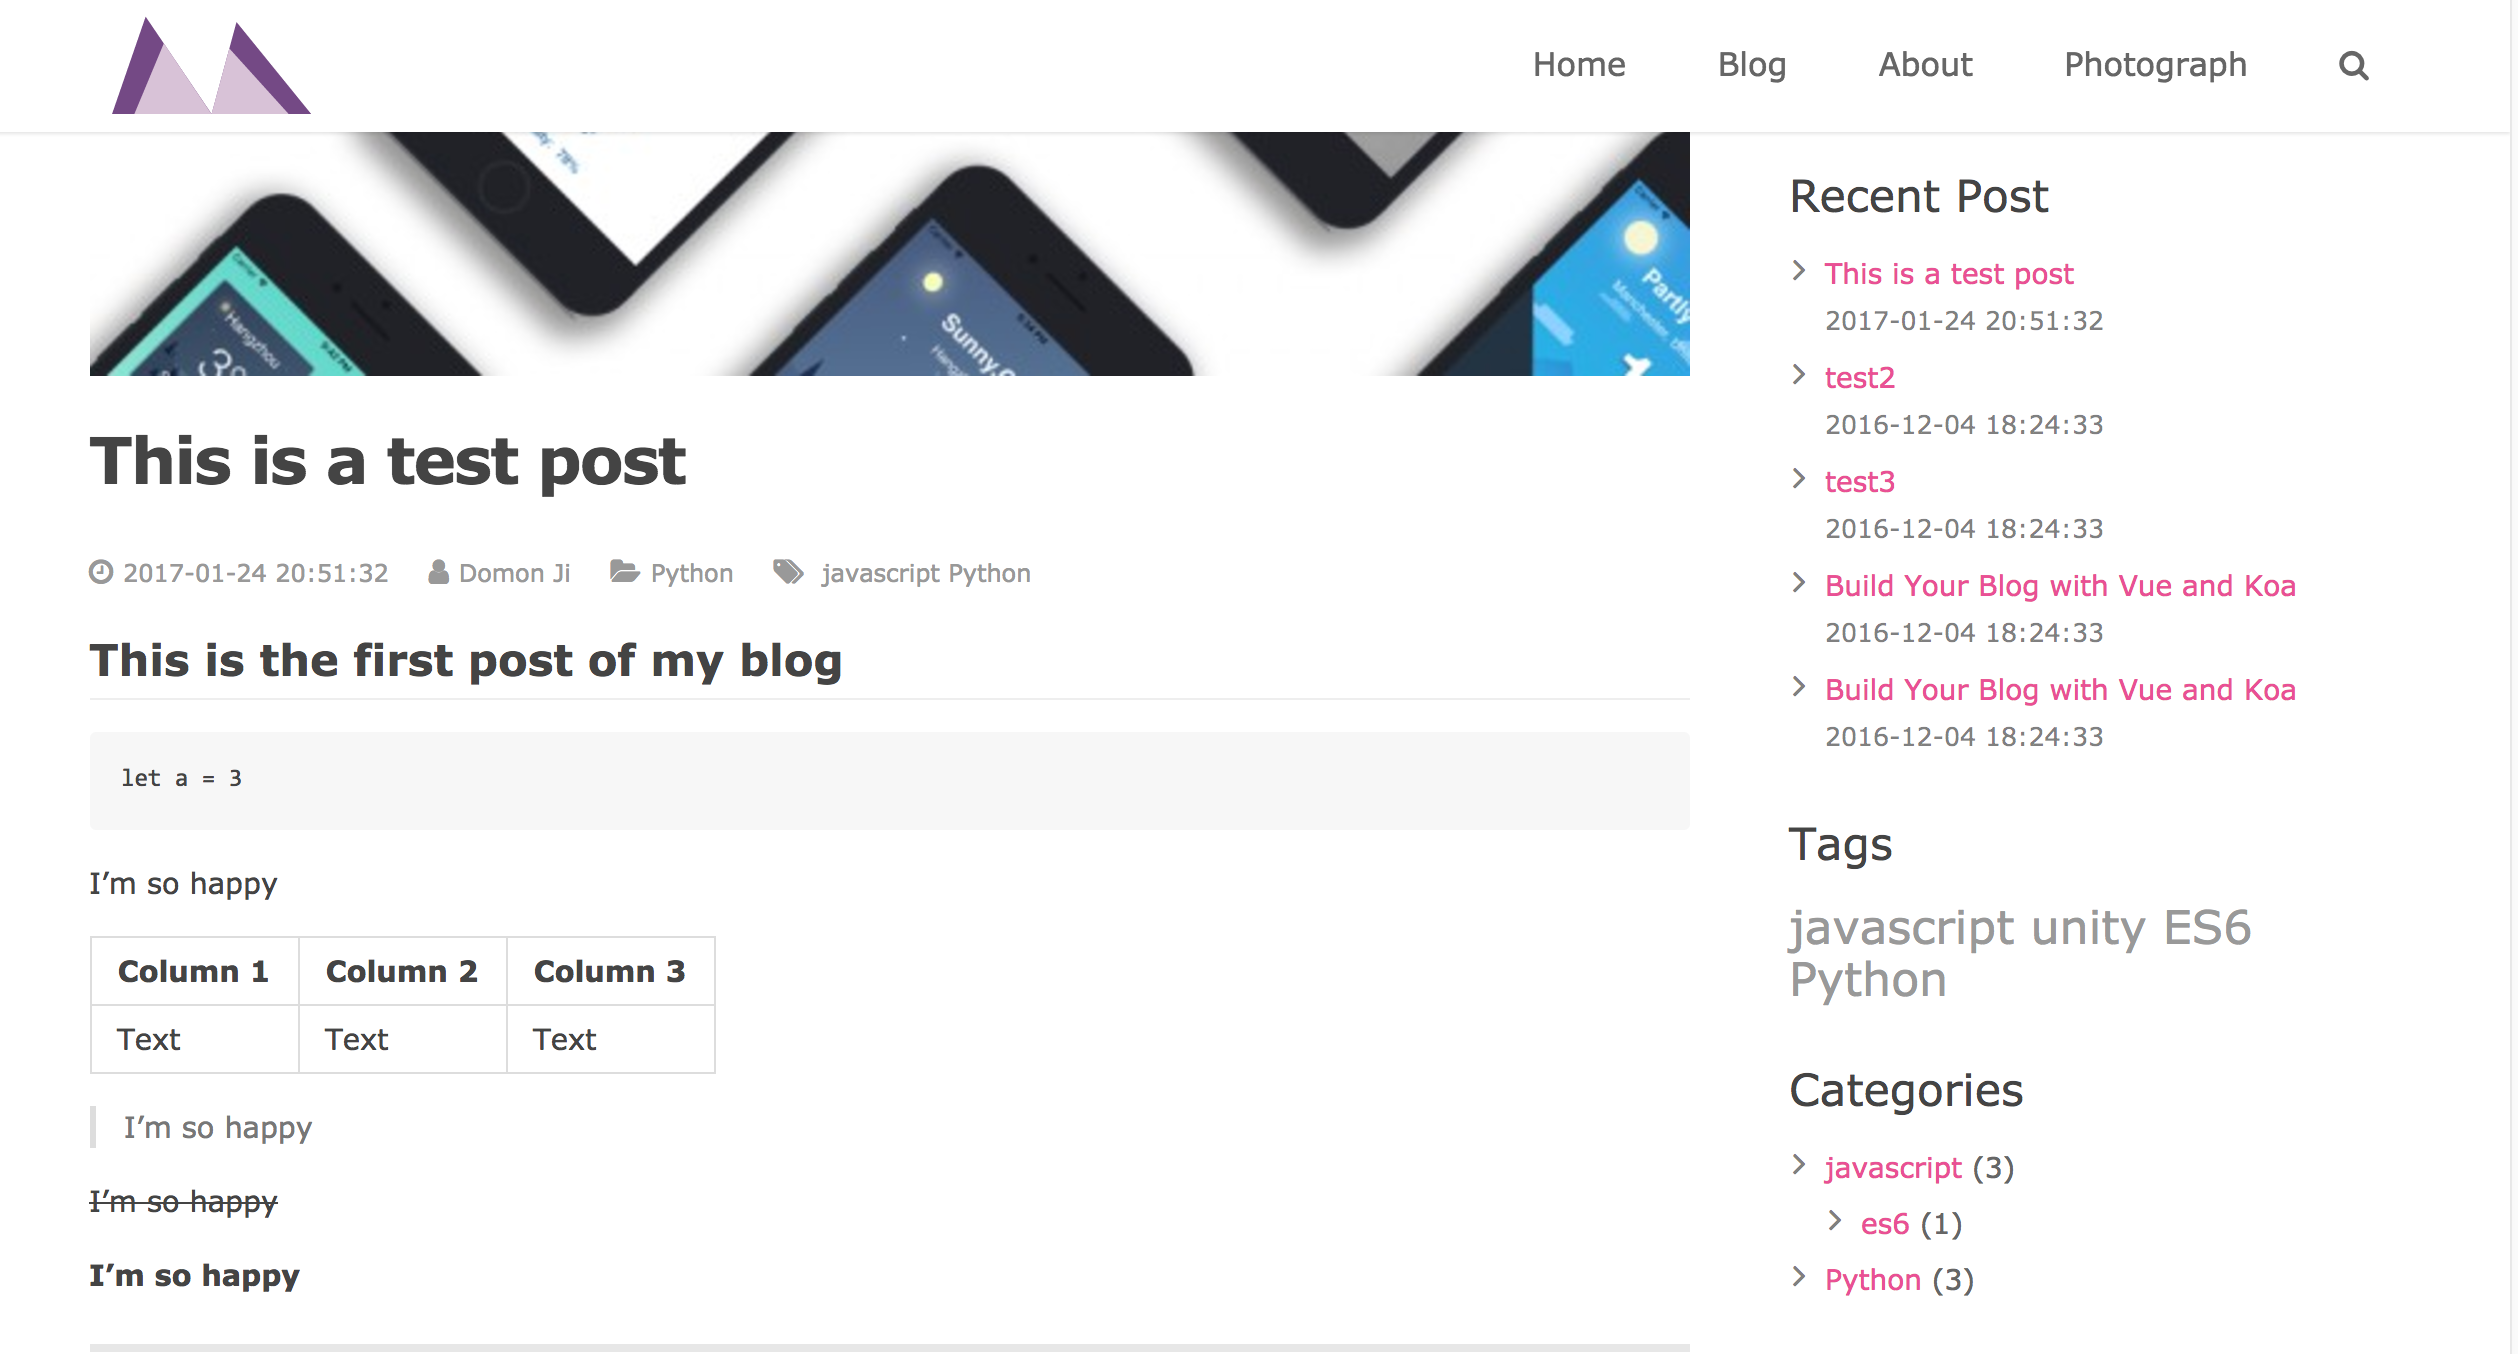 Home Blog About Photograph
Carrier
Hangzhou
Sunny
Partly
This is a test post
2017-01-24 20:51:32 Domon Ji Python javascript Python
This is the first post of my blog
let a = 3
I’m so happy
Column 1 Column 2 Column 3
Text Text Text
I’m so happy
I’m so happy
I’m so happy
Recent Post
This is a test post
2017-01-24 20:51:32
test2
2016-12-04 18:24:33
test3
2016-12-04 18:24:33
Build Your Blog with Vue and Koa
2016-12-04 18:24:33
Build Your Blog with Vue and Koa
2016-12-04 18:24:33
Tags
javascript unity ES6
Python
Categories
javascript (3)
es6 (1)
Python (3)